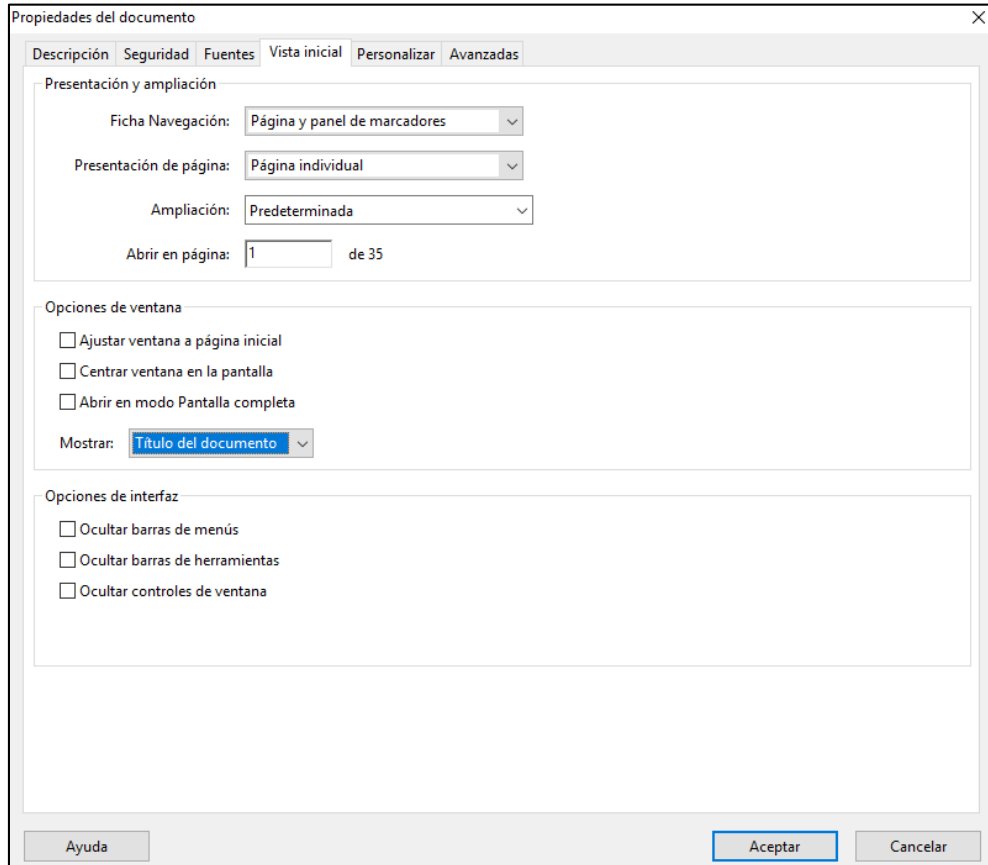 Propiedades del documento
Descripción Seguridad Fuentes Vista inicial Personalizar Avanzadas
Presentación y ampliación
Ficha Navegación: Página y panel de marcadores
Presentación de página: Página individual
Ampliación: Predeterminada
Abrir en página: 1 de 35
Opciones de ventana
Ajustar ventana a página inicial
Centrar ventana en la pantalla
Abrir en modo Pantalla completa
Mostrar: Título del documento
Opciones de interfaz
Ocultar barras de menús
Ocultar barras de herramientas
Ocultar controles de ventana
Ayuda Aceptar Cancelar